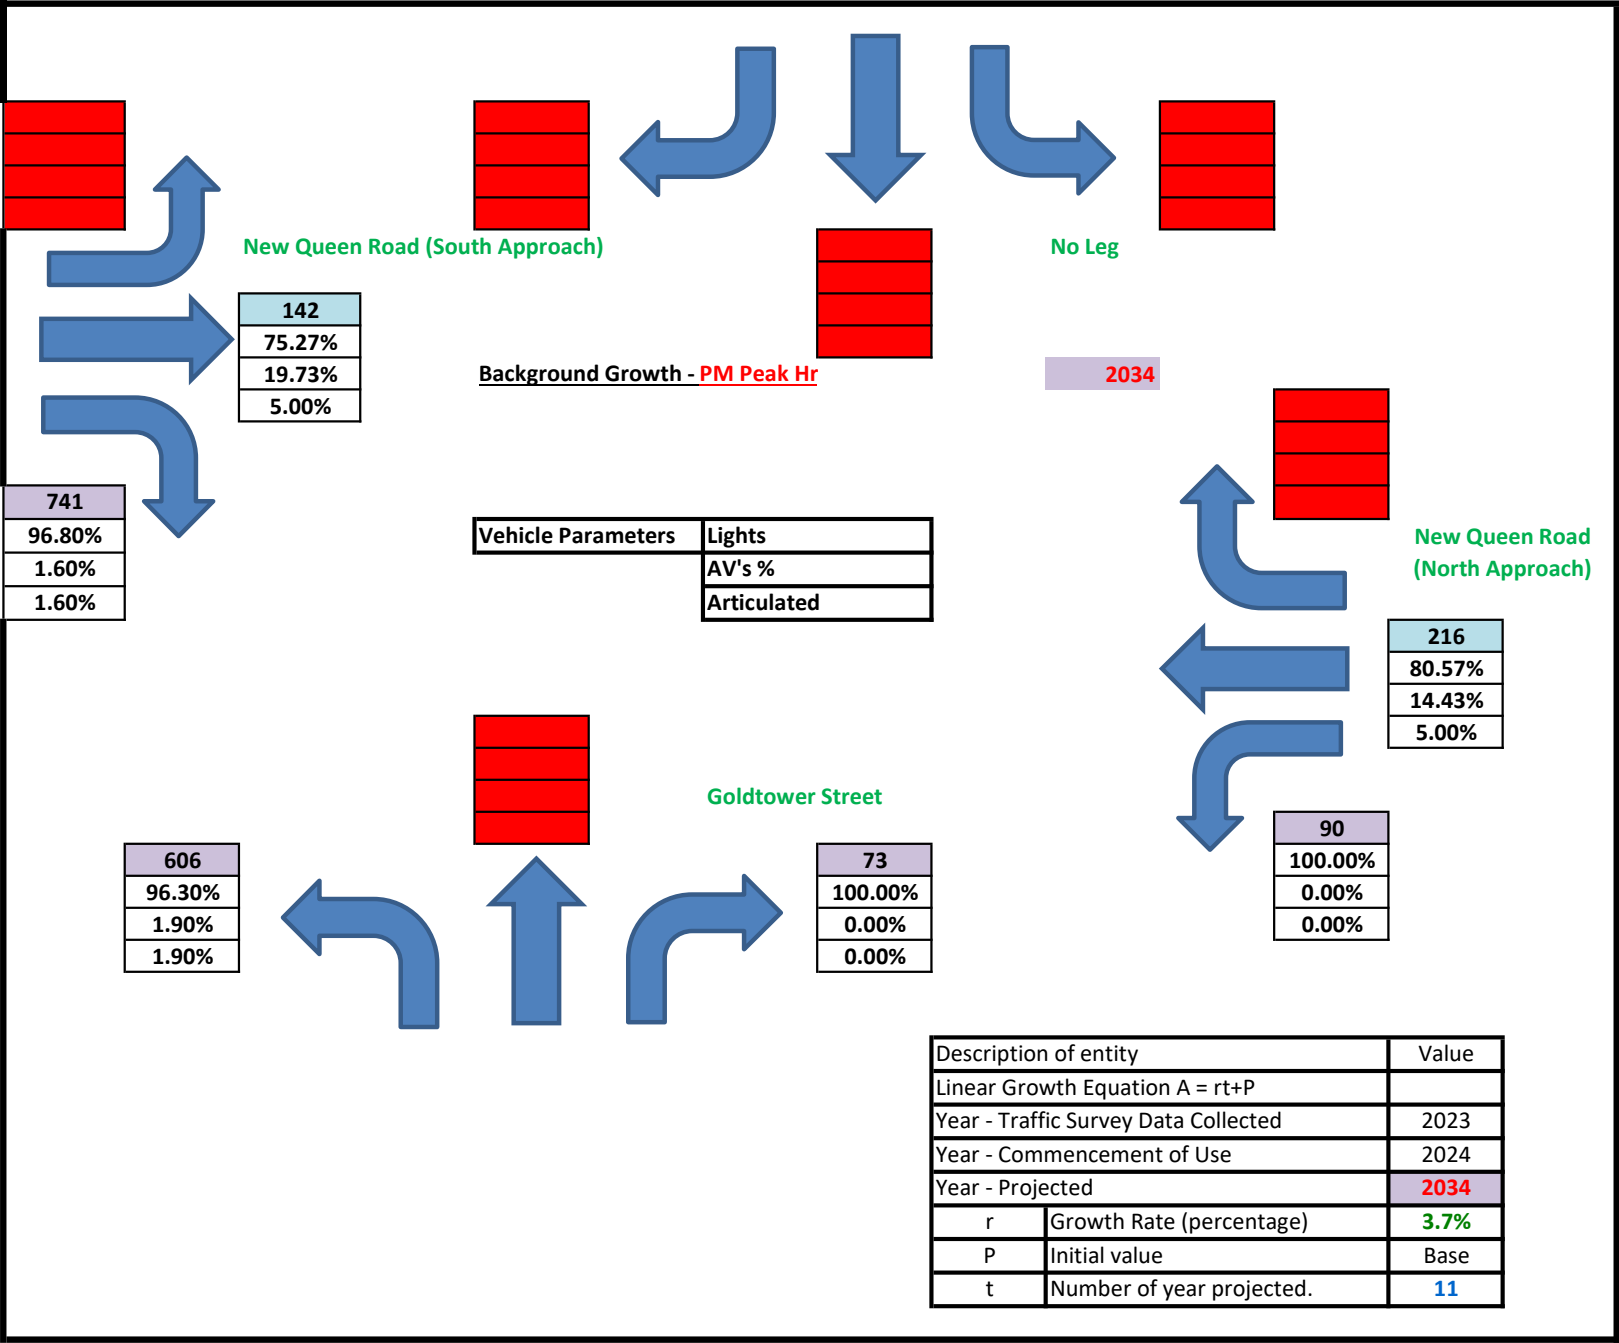 New Queen Road (South Approach)
No Leg
142
75.27%
19.73%
5.00%
Background Growth - PM Peak Hr
2034
741
96.80%
1.60%
1.60%
Vehicle Parameters Lights
AV's %
Articulated
New Queen Road
(North Approach)
216
80.57%
14.43%
5.00%
Goldtower Street
606
96.30%
1.90%
1.90%
73
100.00%
0.00%
0.00%
90
100.00%
0.00%
0.00%
Description of entity Value
Linear Growth Equation A = rt+P
Year - Traffic Survey Data Collected 2023
Year - Commencement of Use 2024
Year - Projected 2034
r Growth Rate (percentage) 3.7%
P Initial value Base
t Number of year projected. 11